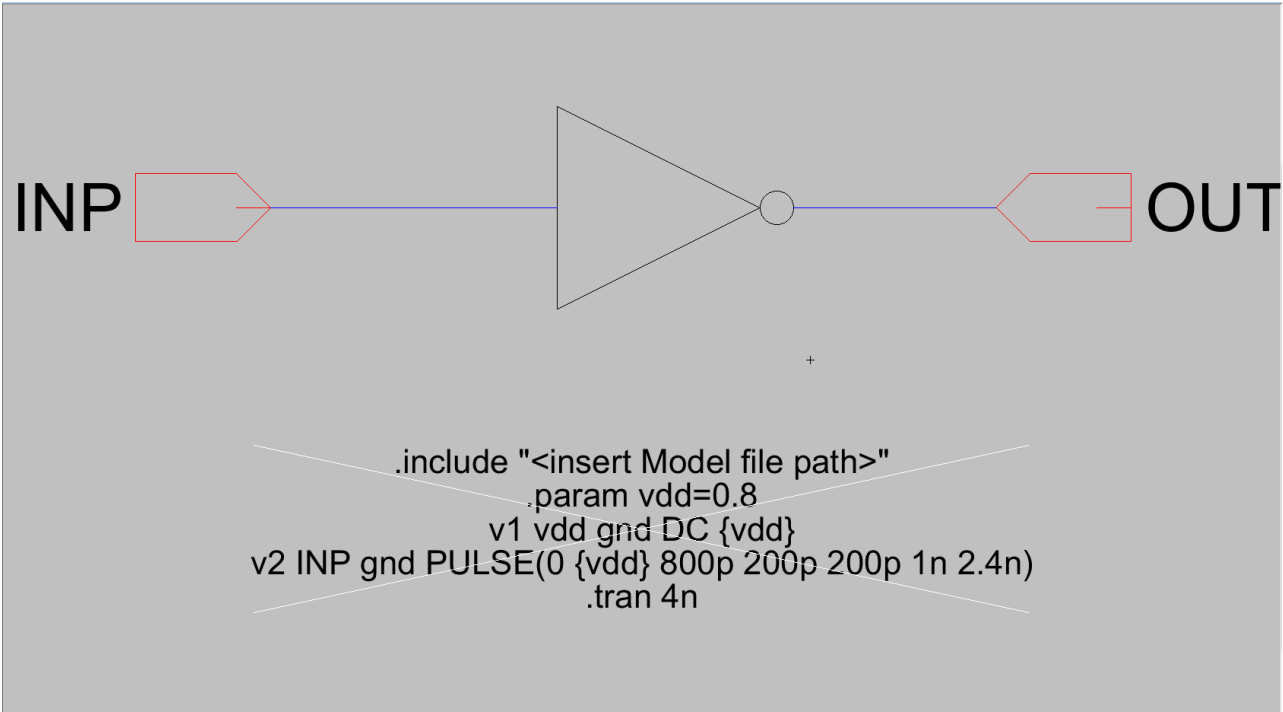 INP
OUT
.include "<insert Model file path>"
.param vdd=0.8
v1 vdd gnd DC {vdd}
v2 INP gnd PULSE(0 {vdd} 800p 200p 200p 1n 2.4n)
.tran 4n